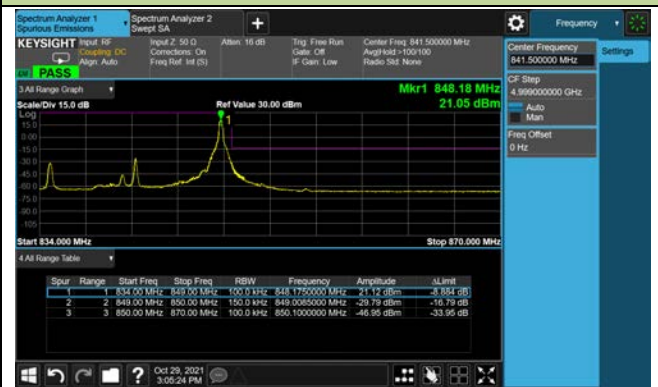 Spectrum Analyzer 1
Spurious Emissions
Spectrum Analyzer 2
Swept SA
Frequency
KEYSIGHT
Input: RF
Coupling: DC
Align: Auto
Input Z: 50 Ω
Corrections: On
Freq Ref: Int (S)
Atten: 16 dB
Trig: Free Run
Gate: Off
IF Gain: Low
Center Freq: 841.500000 MHz
Avg|Hold:>100/100
Radio Std: None
PASS
Center Frequency
841.500000 MHz
Settings
CF Step
4.999000000 GHz
Auto
Man
Freq Offset
0 Hz
3 All Range Graph
Mkr1 848.18 MHz
21.05 dBm
Scale/Div 15.0 dB
Ref Value 30.00 dBm
Log
15.0
0.00
-15.0
-30.0
-45.0
-60.0
-75.0
-90.0
-105
1
Start 834.000 MHz
Stop 870.000 MHz
4 All Range Table
Spur Range Start Freq Stop Freq RBW Frequency Amplitude ΔLimit
1 1 834.00 MHz 849.00 MHz 100.0 kHz 848.1750000 MHz 21.12 dBm -8.884 dB
2 2 849.00 MHz 850.00 MHz 150.0 kHz 849.0085000 MHz -29.79 dBm -16.79 dB
3 3 850.00 MHz 870.00 MHz 100.0 kHz 850.1000000 MHz -46.95 dBm -33.95 dB
Oct 29, 2021
3:05:24 PM